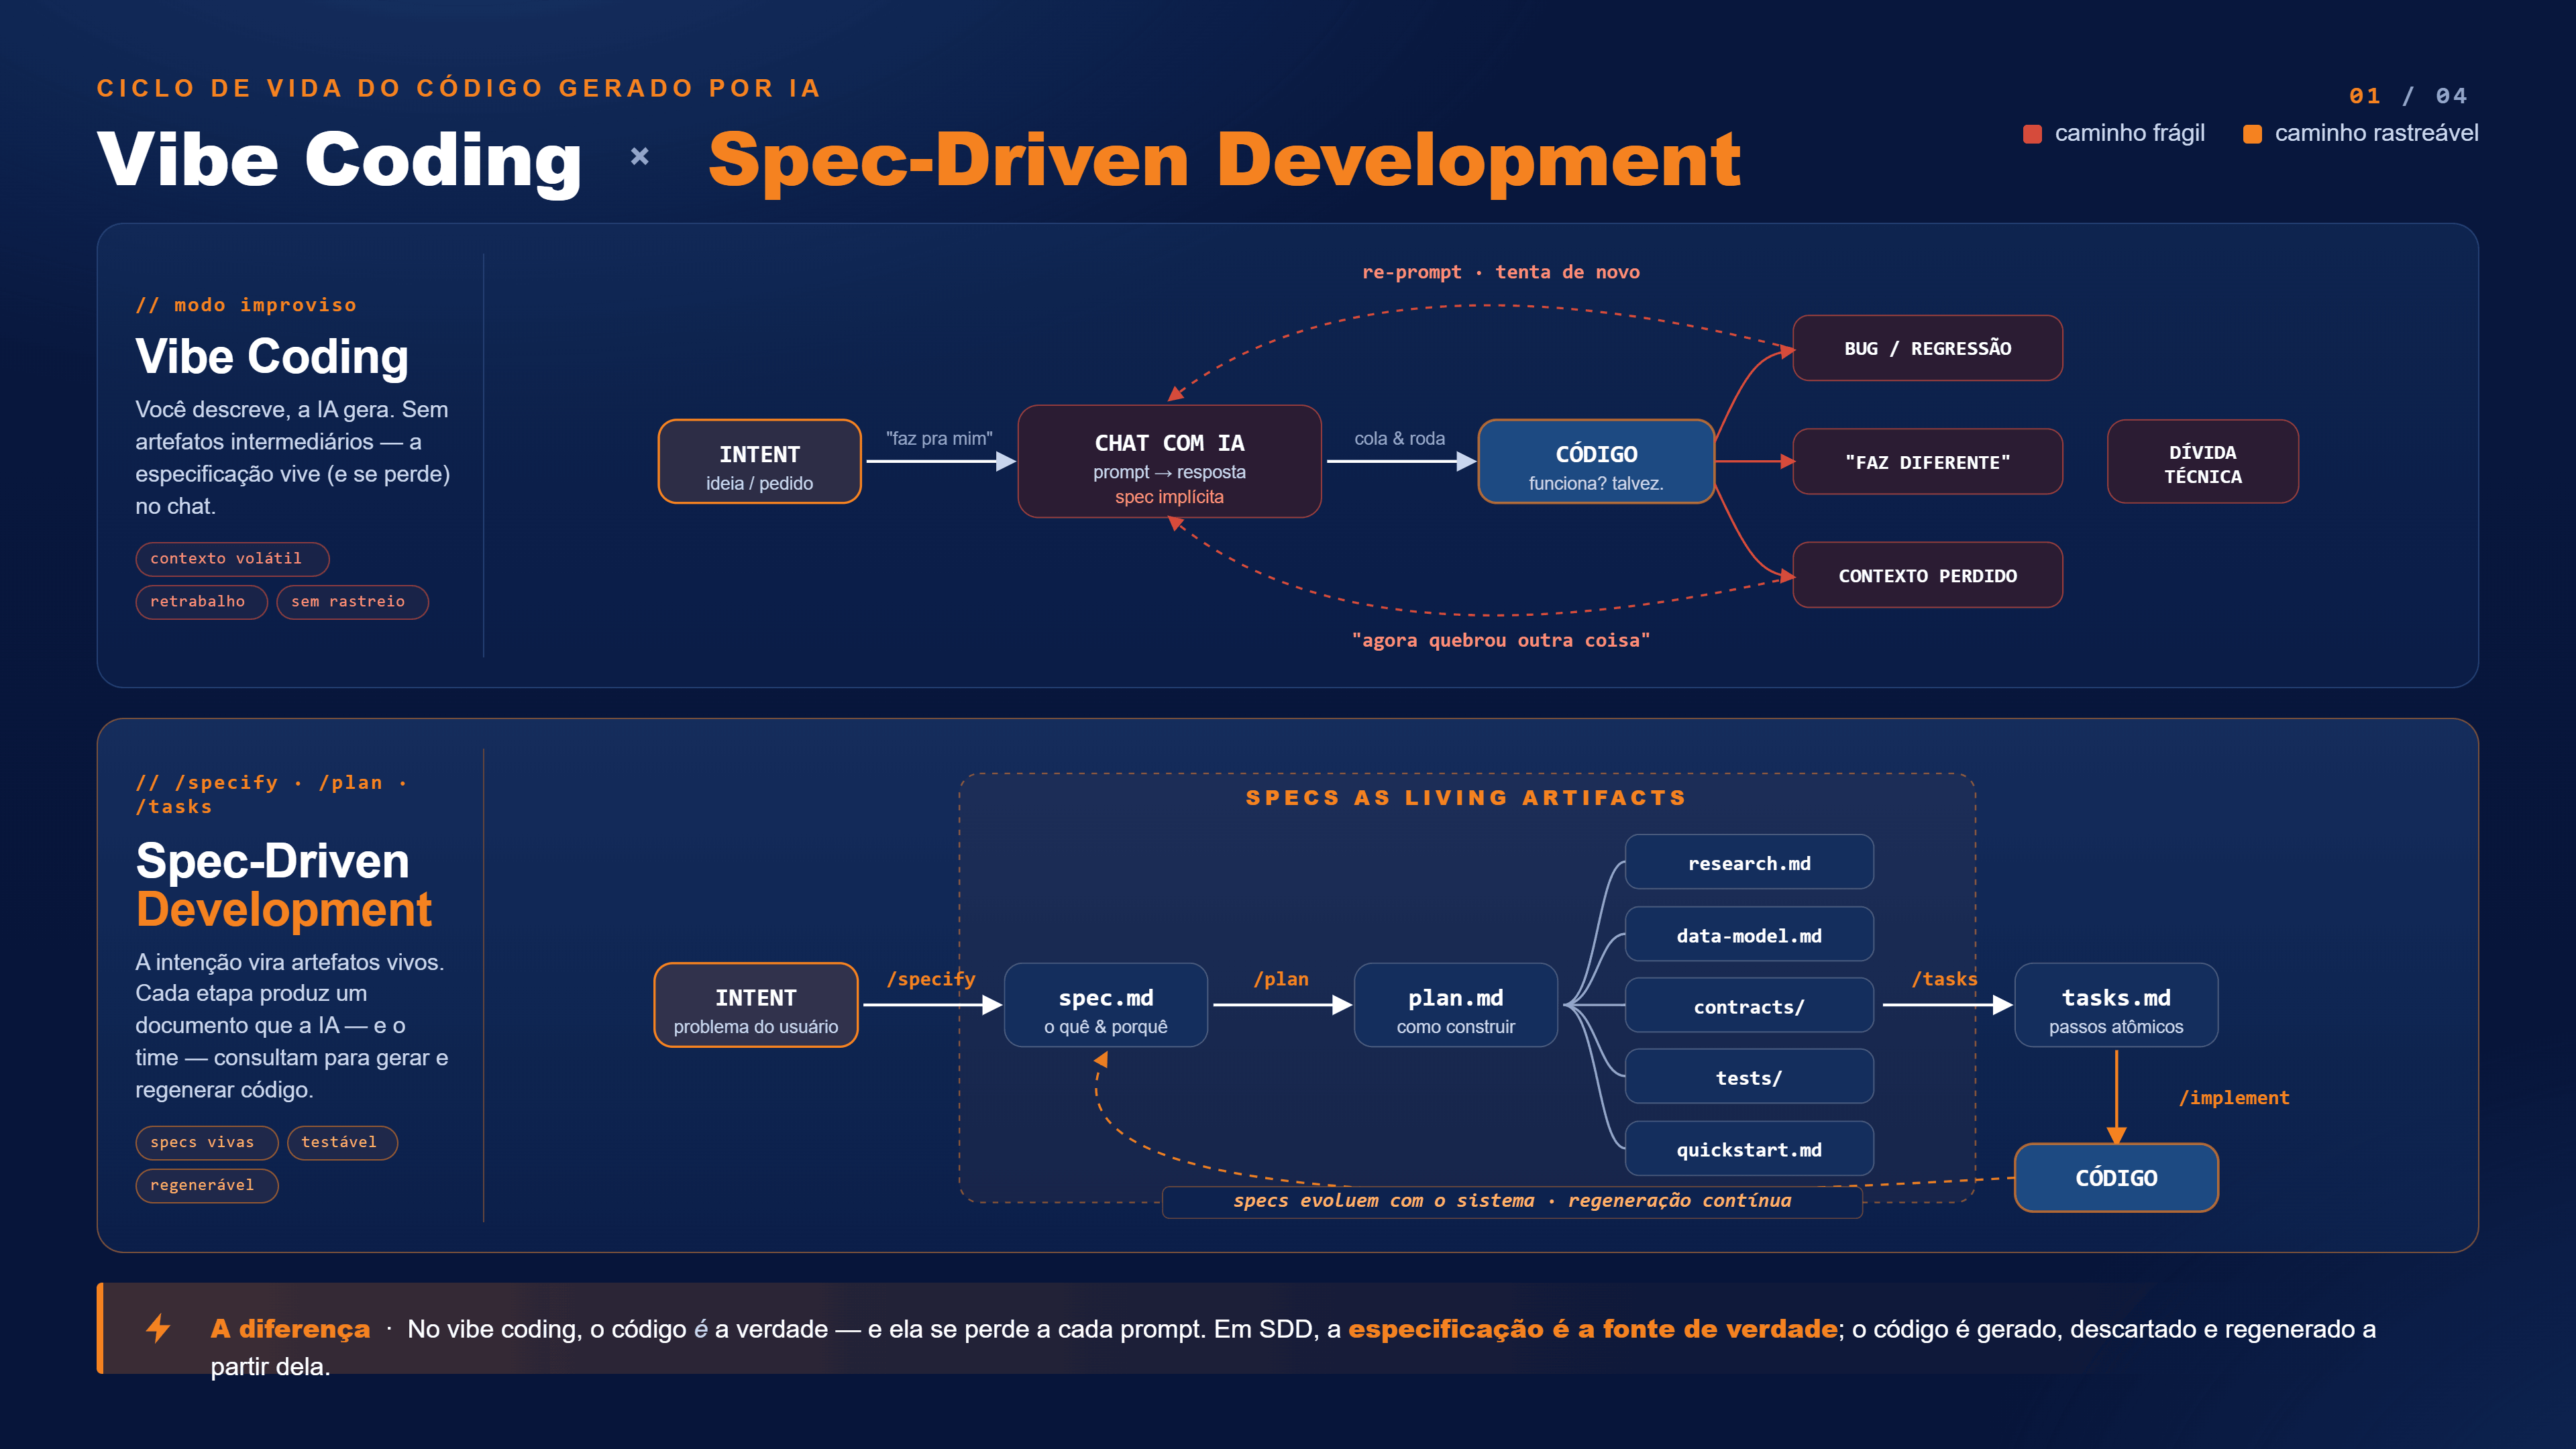 CICLO DE VIDA DO CÓDIGO GERADO POR IA
01 / 04
Vibe Coding × Spec-Driven Development
caminho frágil
caminho rastreável
// modo improviso
Vibe Coding
Você descreve, a IA gera. Sem
artefatos intermediários — a
especificação vive (e se perde)
no chat.
contexto volátil
retrabalho
sem rastreio
re-prompt · tenta de novo
INTENT
ideia / pedido
"faz pra mim"
CHAT COM IA
prompt → resposta
spec implícita
cola & roda
CÓDIGO
funciona? talvez.
BUG / REGRESSÃO
"FAZ DIFERENTE"
CONTEXTO PERDIDO
DÍVIDA
TÉCNICA
"agora quebrou outra coisa"
// /specify · /plan ·
/tasks
Spec-Driven
Development
A intenção vira artefatos vivos.
Cada etapa produz um
documento que a IA — e o
time — consultam para gerar e
regenerar código.
specs vivas
testável
regenerável
SPECS AS LIVING ARTIFACTS
INTENT
problema do usuário
/specify
spec.md
o quê & porquê
/plan
plan.md
como construir
research.md
data-model.md
contracts/
tests/
quickstart.md
/tasks
tasks.md
passos atômicos
/implement
CÓDIGO
specs evoluem com o sistema · regeneração contínua
A diferença · No vibe coding, o código é a verdade — e ela se perde a cada prompt. Em SDD, a especificação é a fonte de verdade; o código é gerado, descartado e regenerado a
partir dela.